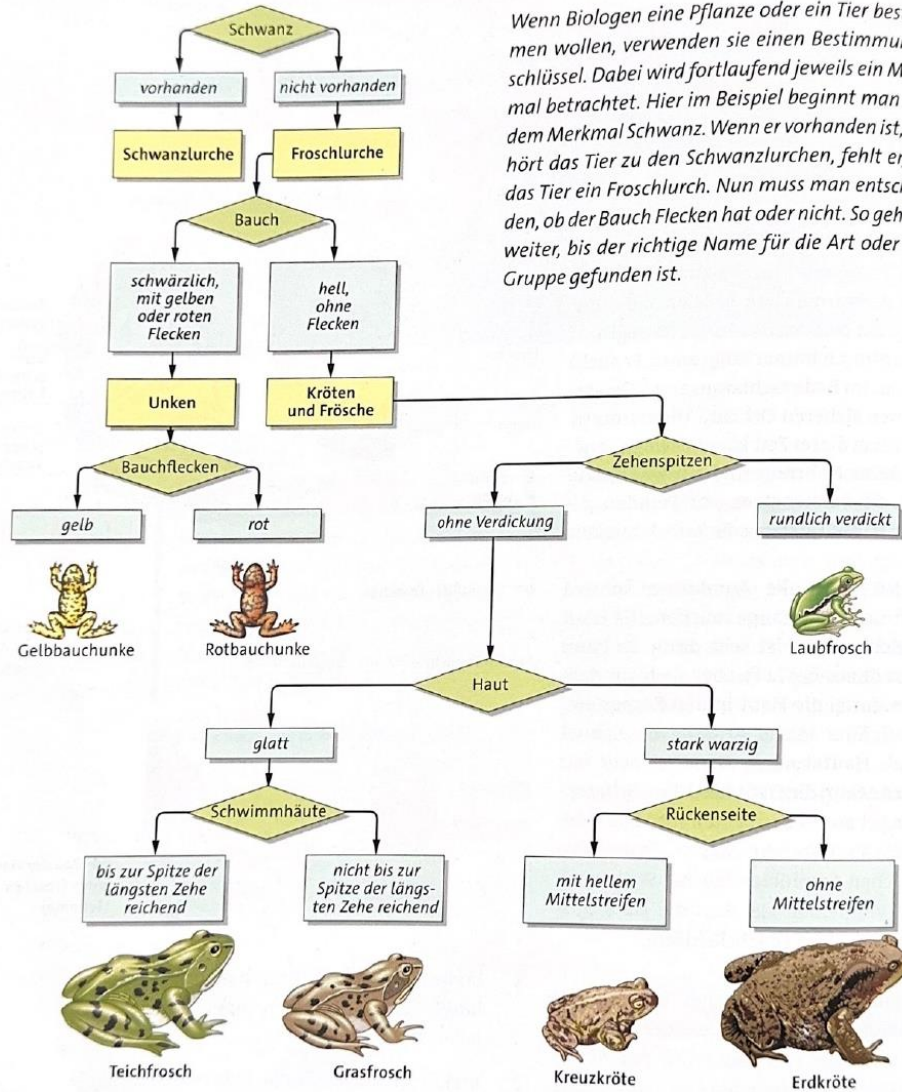 Wenn Biologen eine Pflanze oder ein Tier bes
men wollen, verwenden sie einen Bestimmu
schlüssel. Dabei wird fortlaufend jeweils ein M
mal betrachtet. Hier im Beispiel beginnt man
dem Merkmal Schwanz. Wenn er vorhanden ist,
hört das Tier zu den Schwanzlurchen, fehlt er,
das Tier ein Froschlurch. Nun muss man entsc
den, ob der Bauch Flecken hat oder nicht. So geh
weiter, bis der richtige Name für die Art oder
Gruppe gefunden ist.
Schwanz
vorhanden
nicht vorhanden
Schwanzlurche
Froschlurche
Bauch
schwärzlich,
mit gelben
oder roten
Flecken
hell,
ohne
Flecken
Unken
Kröten
und Frösche
Bauchflecken
gelb
rot
Gelbbauchunke
Rotbauchunke
Zehenspitzen
ohne Verdickung
rundlich verdickt
Laubfrosch
Haut
glatt
stark warzig
Schwimmhäute
bis zur Spitze der
längsten Zehe
reichend
nicht bis zur
Spitze der längs-
ten Zehe reichend
Teichfrosch
Grasfrosch
Rückenseite
mit hellem
Mittelstreifen
ohne
Mittelstreifen
Kreuzkröte
Erdkröte